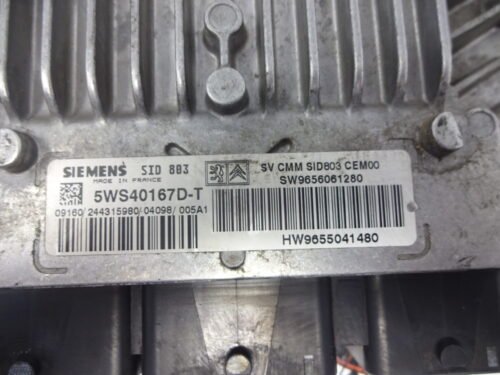 SIEMENS SID 803
MADE IN FRANCE
5WS40167D-T
09160/244315980/04098/005A1
SV CMM SID803 CEM00
SW9656061280
HW9655041480